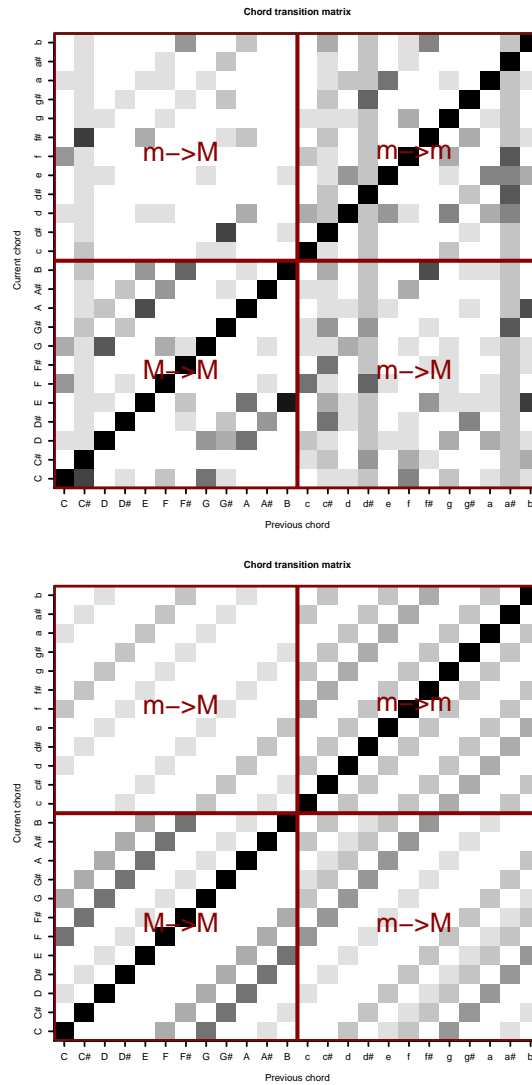 Chord transition matrix
Current chord
b
a#
a
g#
g
f#
f
e
d#
d
c#
c
B
A#
A
G#
G
F#
F
E
D#
D
C#
C
m->M
m->m
M->M
m->M
C C# D D# E F F# G G# A A# B c c# d d# e f f# g g# a a# b
Previous chord
Chord transition matrix
Current chord
b
a#
a
g#
g
f#
f
e
d#
d
c#
c
B
A#
A
G#
G
F#
F
E
D#
D
C#
C
m->M
m->m
M->M
m->M
C C# D D# E F F# G G# A A# B c c# d d# e f f# g g# a a# b
Previous chord